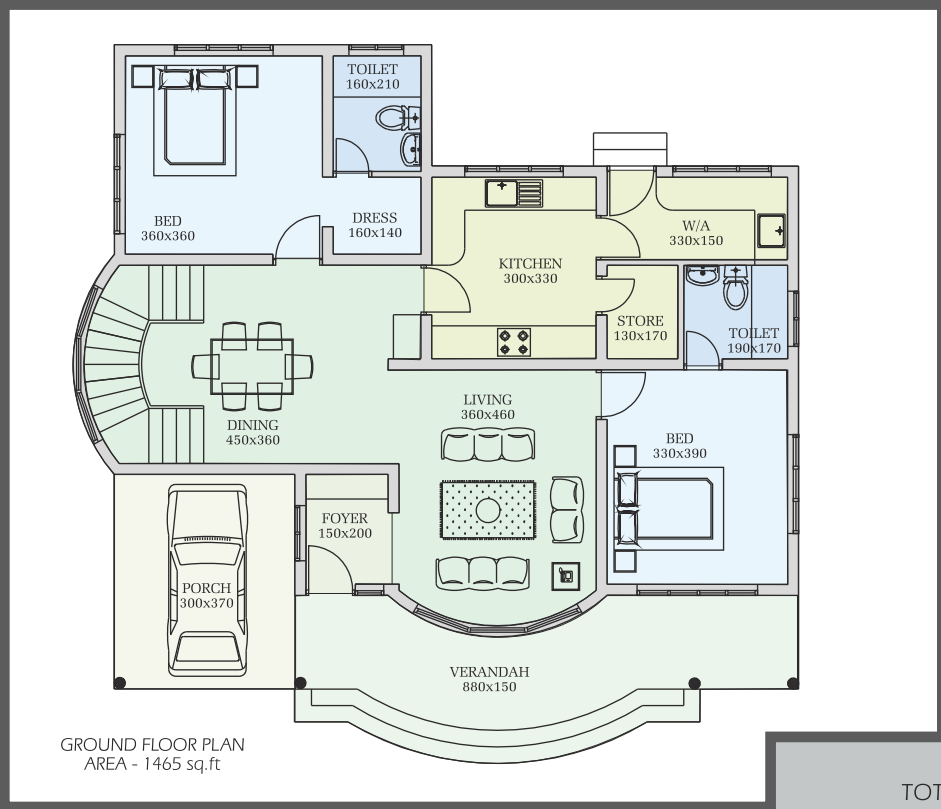 TOILET
160x210
BED
360x360
DRESS
160x140
W/A
330x150
KITCHEN
300x330
STORE
130x170
TOILET
190x170
LIVING
360x460
DINING
450x360
BED
330x390
FOYER
150x200
PORCH
300x370
VERANDAH
880x150
GROUND FLOOR PLAN
AREA - 1465 sq.ft
TOT